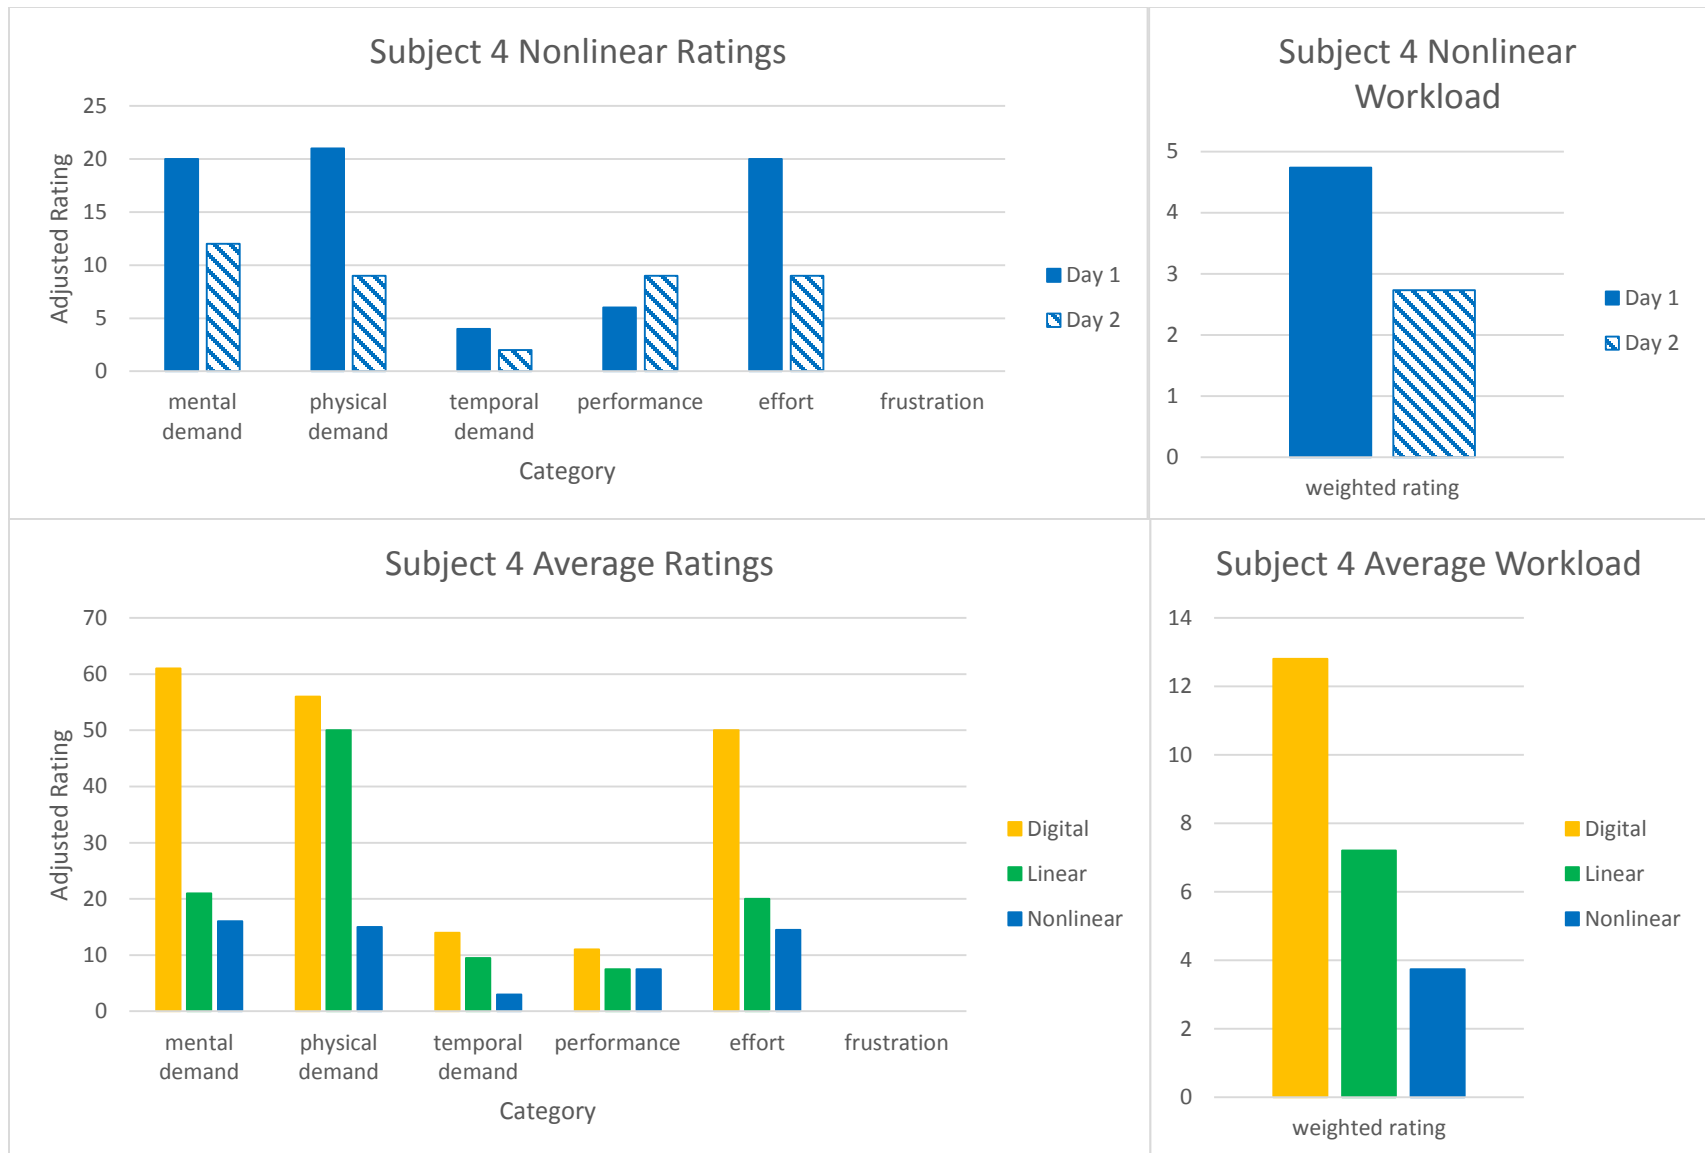 Subject 4 Nonlinear Ratings
Adjusted Rating
25
20
15
10
5
0
mental demand
physical demand
temporal demand
performance
effort
frustration
Category
Day 1
Day 2
Subject 4 Nonlinear
Workload
5
4
3
2
1
0
weighted rating
Day 1
Day 2
Subject 4 Average Ratings
Adjusted Rating
70
60
50
40
30
20
10
0
mental demand
physical demand
temporal demand
performance
effort
frustration
Category
Digital
Linear
Nonlinear
Subject 4 Average Workload
14
12
10
8
6
4
2
0
weighted rating
Digital
Linear
Nonlinear